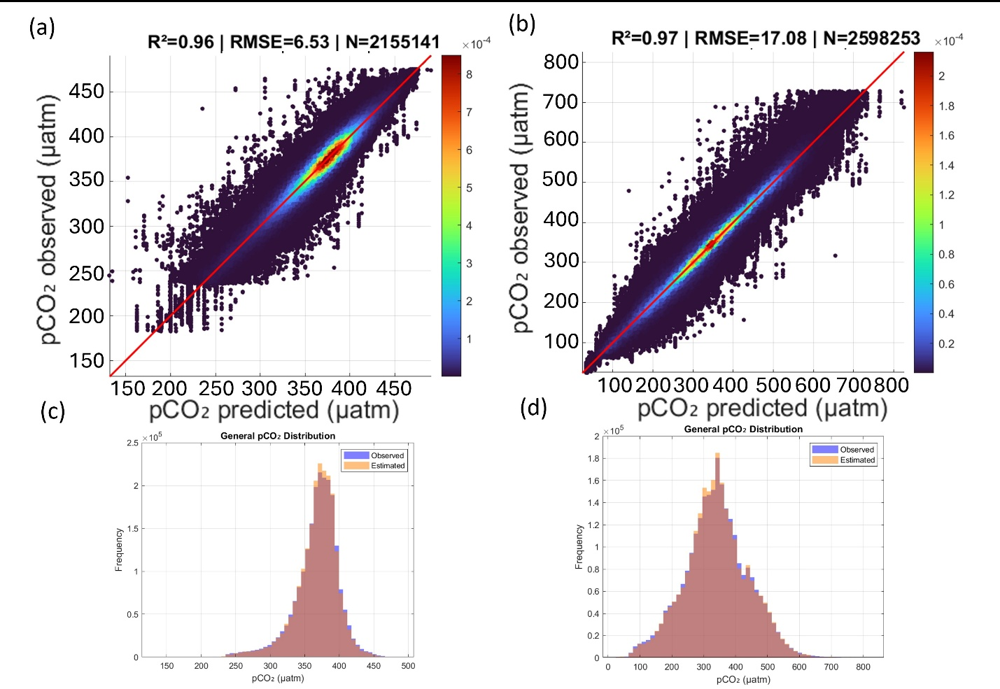 (a)
R²=0.96 | RMSE=6.53 | N=2155141
×10⁻⁴
pCO₂ observed (μatm)
450
400
350
300
250
200
150
150 200 250 300 350 400 450
pCO₂ predicted (μatm)
8
7
6
5
4
3
2
1
(b)
R²=0.97 | RMSE=17.08 | N=2598253
×10⁻⁴
pCO₂ observed (μatm)
800
700
600
500
400
300
200
100
100 200 300 400 500 600 700 800
pCO₂ predicted (μatm)
2
1.8
1.6
1.4
1.2
1
0.8
0.6
0.4
0.2
(c)
General pCO₂ Distribution
×10⁵
Observed
Estimated
Frequency
2.5
2
1.5
1
0.5
0
150 200 250 300 350 400 450 500
pCO₂ (μatm)
(d)
General pCO₂ Distribution
×10⁵
Observed
Estimated
Frequency
2
1.8
1.6
1.4
1.2
1
0.8
0.6
0.4
0.2
0
0 100 200 300 400 500 600 700 800
pCO₂ (μatm)